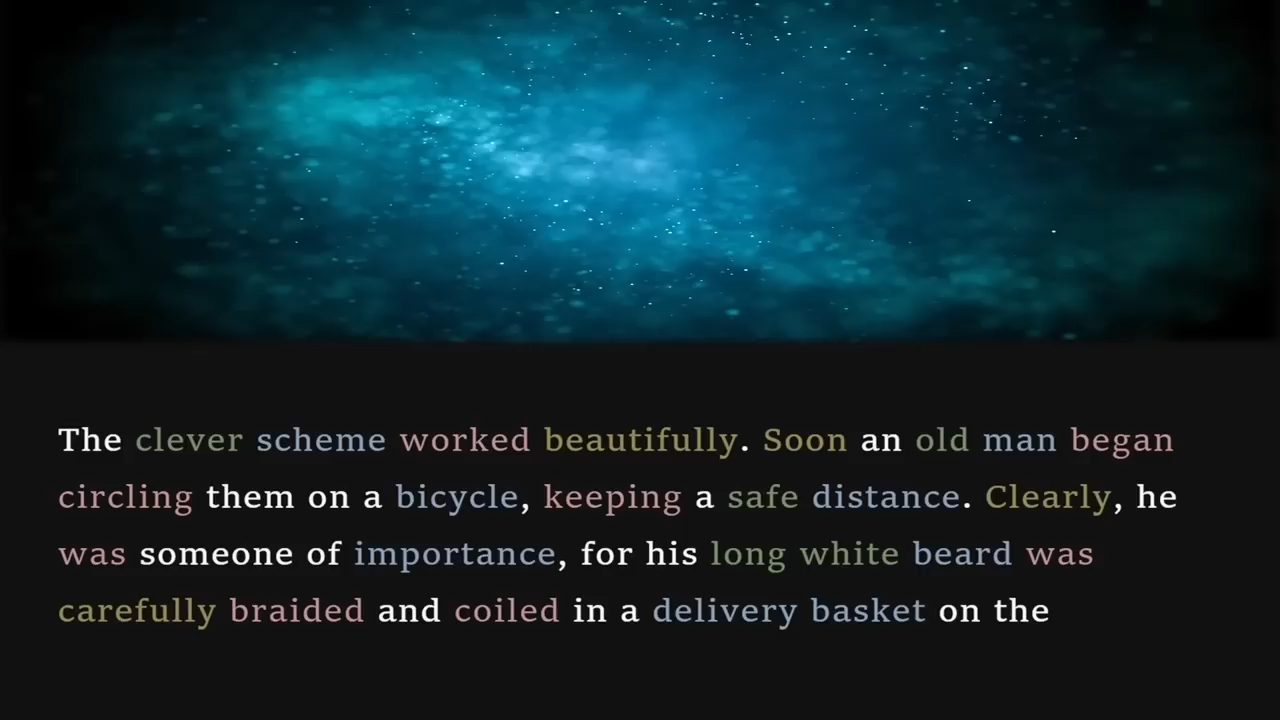 The clever scheme worked beautifully. Soon an old man began
circling them on a bicycle, keeping a safe distance. Clearly, he
was someone of importance, for his long white beard was
carefully braided and coiled in a delivery basket on the